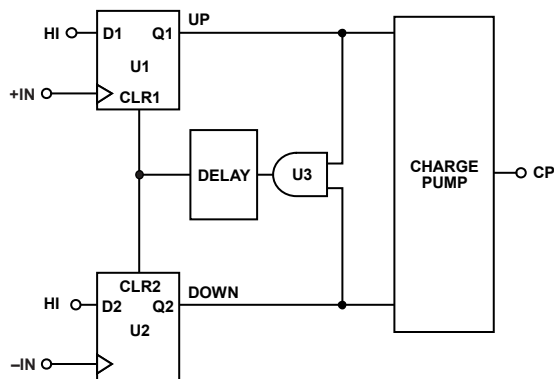 HI D1 Q1 UP
U1
+IN CLR1
DELAY U3 CHARGE
PUMP CP
CLR2
HI D2 Q2 DOWN
U2
–IN